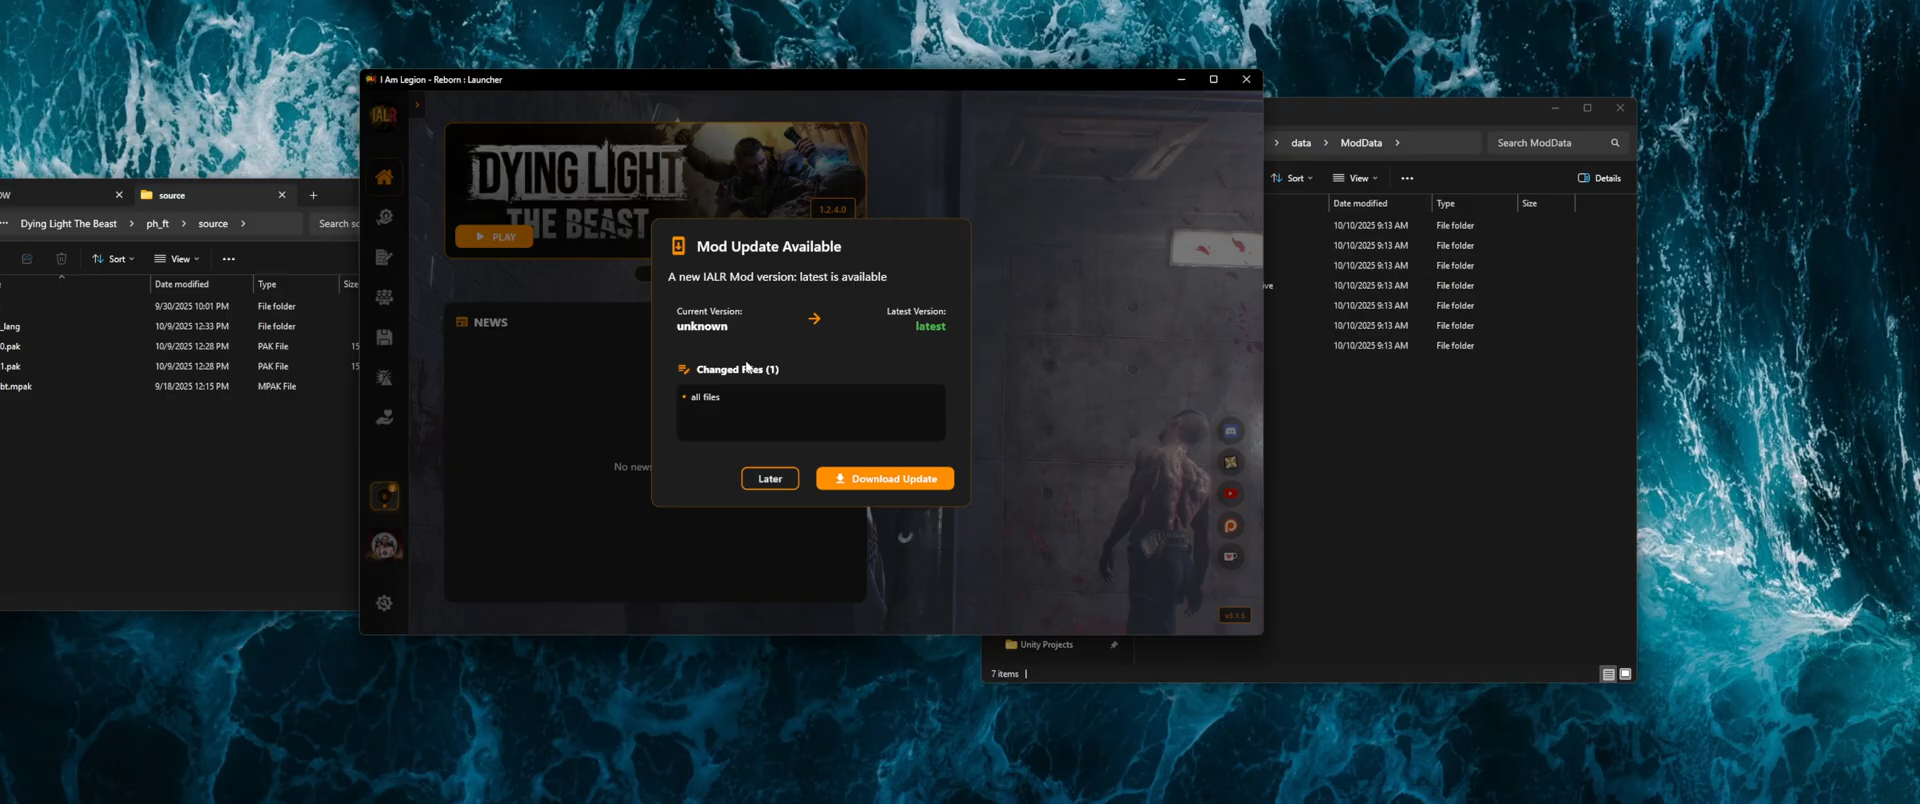 I Am Legion - Reborn : Launcher
IALR
DYING LIGHT
THE BEAST
1.2.4.0
PLAY
NEWS
No news
v3.1.5
Mod Update Available
A new IALR Mod version: latest is available
Current Version:
unknown
Latest Version:
latest
Changed Files (1)
all files
Later
Download Update
source
Dying Light The Beast
ph_ft
source
Search so
Sort
View
Date modified
Type
Size
9/30/2025 10:01 PM
File folder
_lang
10/9/2025 12:33 PM
File folder
0.pak
10/9/2025 12:28 PM
PAK File
15
1.pak
10/9/2025 12:28 PM
PAK File
15
bt.mpak
9/18/2025 12:15 PM
MPAK File
data
ModData
Search ModData
Sort
View
Details
Date modified
Type
Size
10/10/2025 9:13 AM
File folder
10/10/2025 9:13 AM
File folder
10/10/2025 9:13 AM
File folder
ve
10/10/2025 9:13 AM
File folder
10/10/2025 9:13 AM
File folder
10/10/2025 9:13 AM
File folder
10/10/2025 9:13 AM
File folder
Unity Projects
7 items